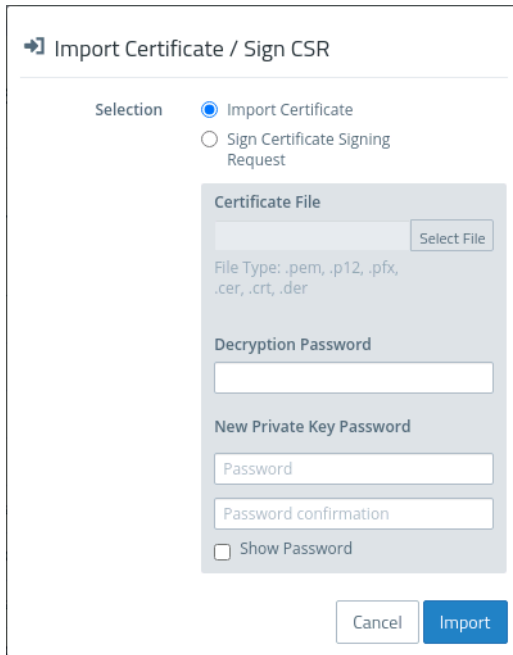 Import Certificate / Sign CSR
Selection
Import Certificate
Sign Certificate Signing
Request
Certificate File
Select File
File Type: .pem, .p12, .pfx,
.cer, .crt, .der
Decryption Password
New Private Key Password
Password
Password confirmation
Show Password
Cancel
Import